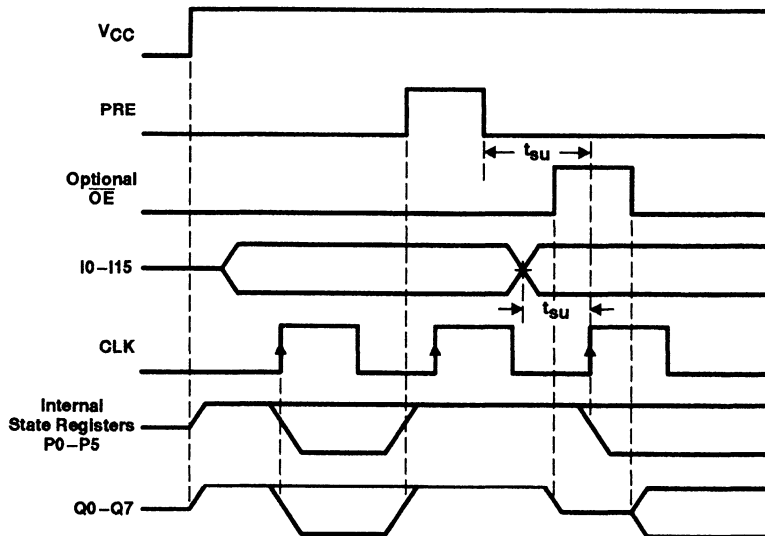 VCC
PRE
tsu
Optional
OE
I0–I15
tsu
CLK
Internal
State Registers
P0–P5
Q0–Q7